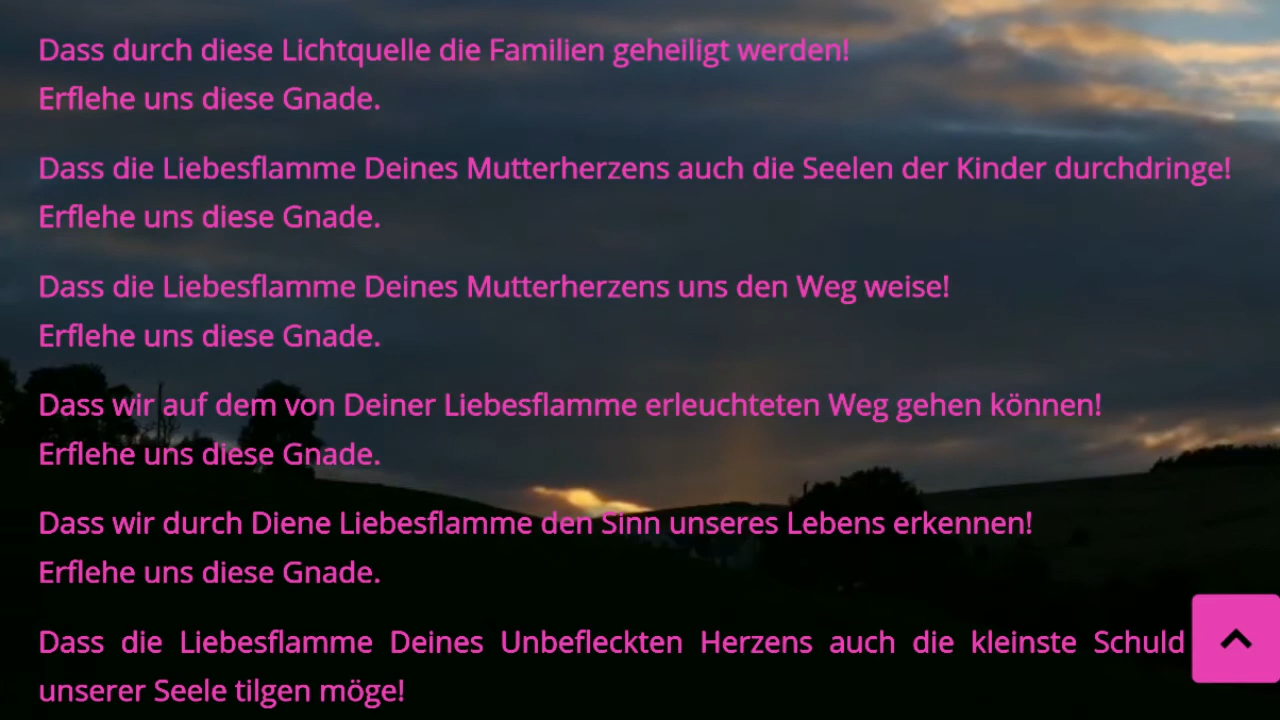 Dass durch diese Lichtquelle die Familien geheiligt werden!
Erflehe uns diese Gnade.
Dass die Liebesflamme Deines Mutterherzens auch die Seelen der Kinder durchdringe!
Erflehe uns diese Gnade.
Dass die Liebesflamme Deines Mutterherzens uns den Weg weise!
Erflehe uns diese Gnade.
Dass wir auf dem von Deiner Liebesflamme erleuchteten Weg gehen können!
Erflehe uns diese Gnade.
Dass wir durch Diene Liebesflamme den Sinn unseres Lebens erkennen!
Erflehe uns diese Gnade.
Dass die Liebesflamme Deines Unbefleckten Herzens auch die kleinste Schuld
unserer Seele tilgen möge!